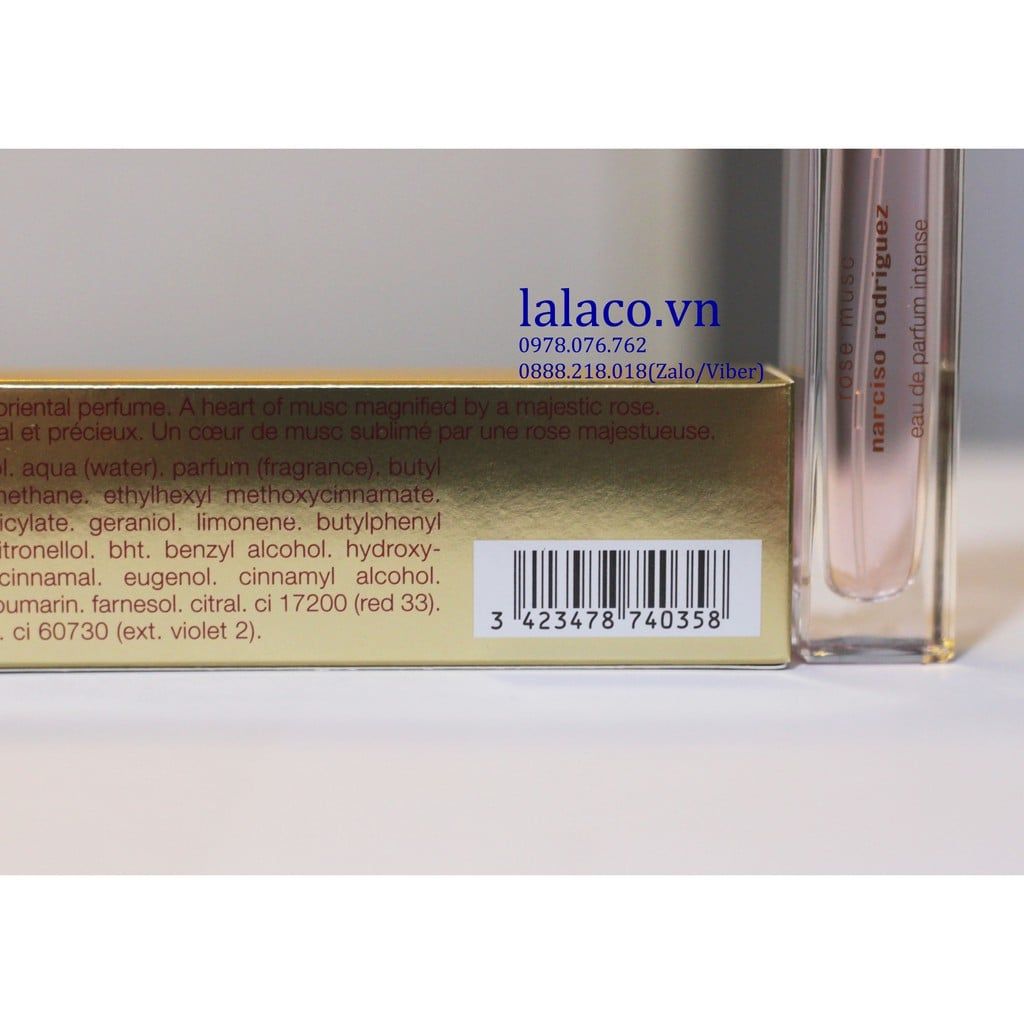 lalaco.vn
0978.076.762
0888.218.018(Zalo/Viber)
oriental perfume. A heart of musc magnified by a majestic rose.
al et précieux. Un cœur de musc sublimé par une rose majestueuse.
ol. aqua (water). parfum (fragrance). butyl
nethane. ethylhexyl methoxycinnamate.
icylate. geraniol. limonene. butylphenyl
itronellol. bht. benzyl alcohol. hydroxy-
cinnamal. eugenol. cinnamyl alcohol.
oumarin. farnesol. citral. ci 17200 (red 33).
. ci 60730 (ext. violet 2).
3 423478 740358
rose musc
narciso rodriguez
eau de parfum intense